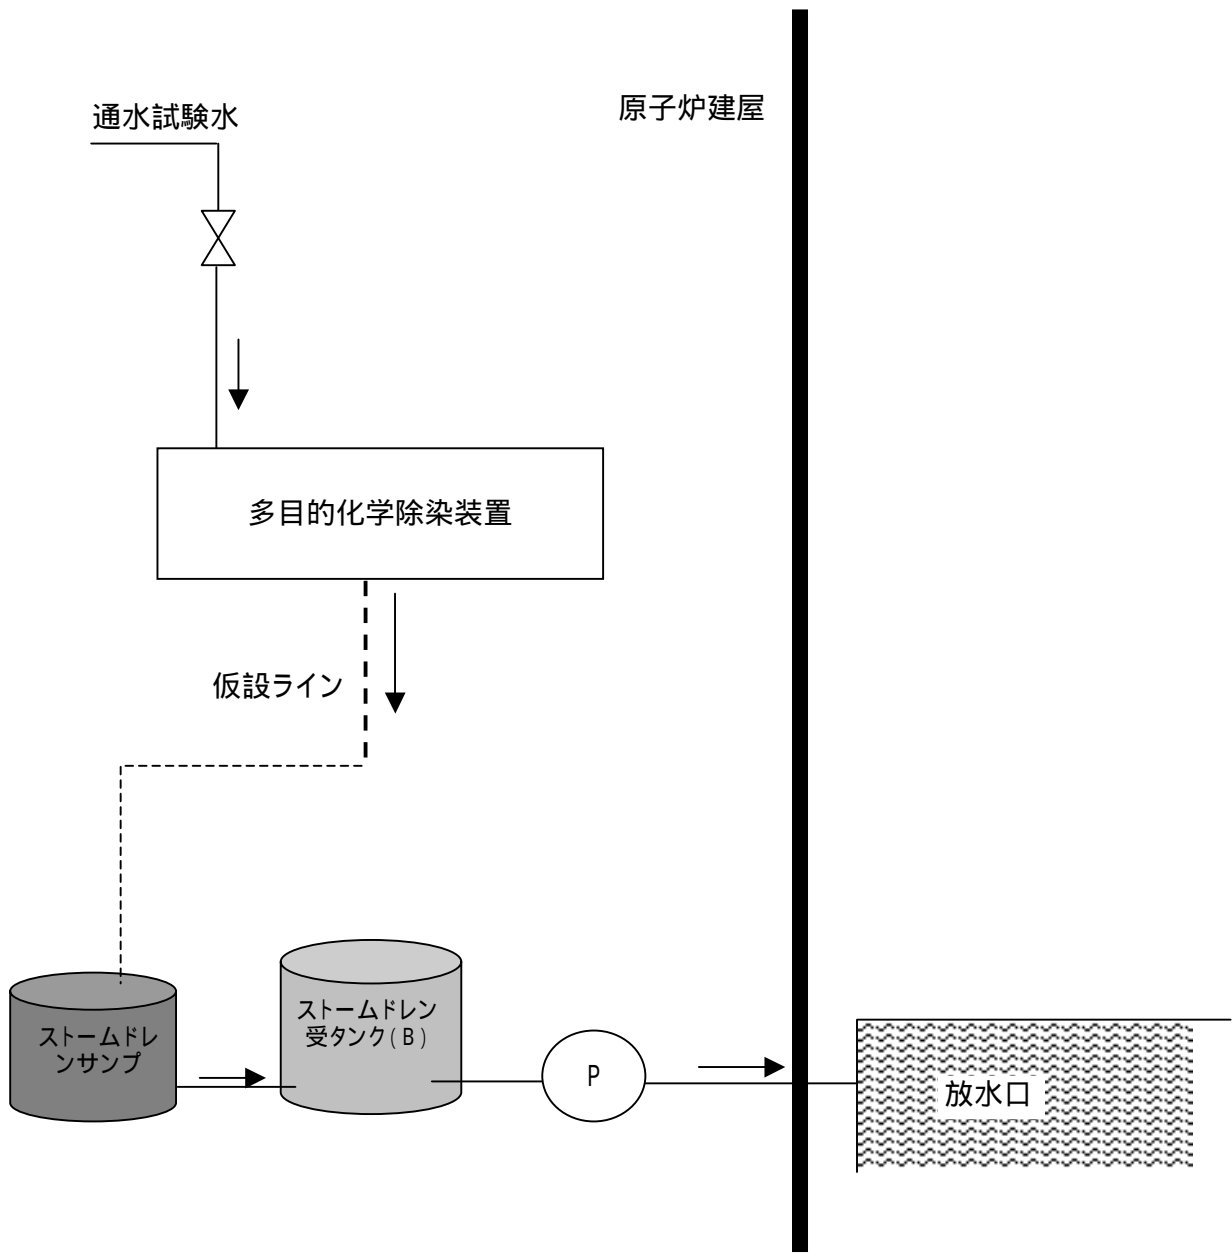 通水試験水
原子炉建屋
多目的化学除染装置
仮設ライン
ストームドレ
ンサンプ
ストームドレン
受タンク(B)
P
放水口